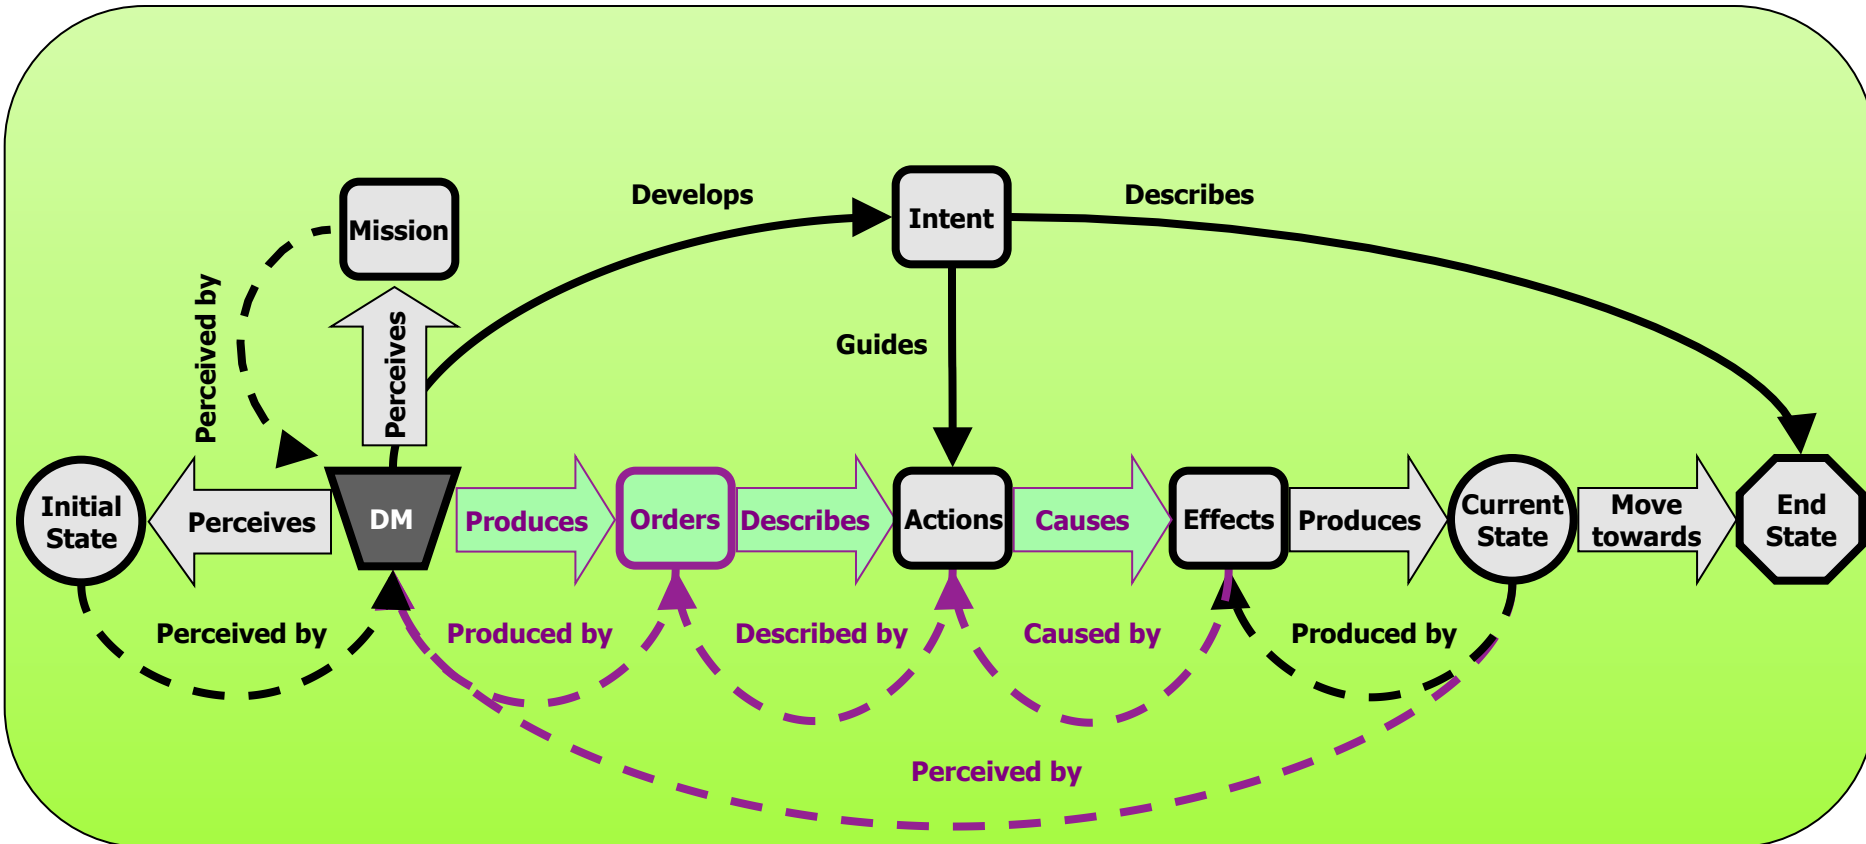 Develops
Describes
Intent
Mission
Perceived by
Perceives
Guides
Initial
State
Perceives
DM
Produces
Orders
Describes
Actions
Causes
Effects
Produces
Current
State
Move
towards
End
State
Perceived by
Produced by
Described by
Caused by
Produced by
Perceived by